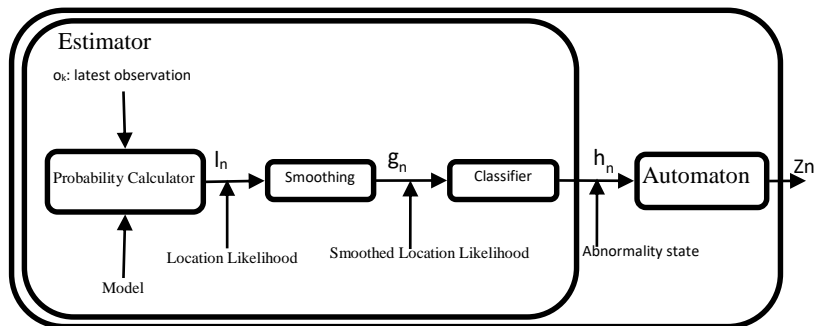 Estimator
oₖ: latest observation
Probability Calculator
lₙ
Smoothing
gₙ
Classifier
hₙ
Automaton
Zn
Location Likelihood
Smoothed Location Likelihood
Abnormality state
Model